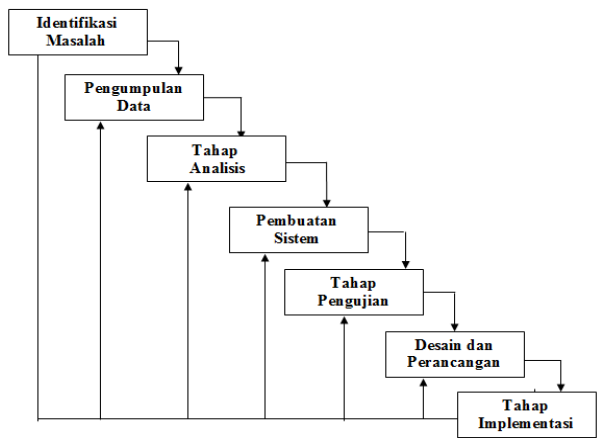 Identifikasi
Masalah
Pengumpulan
Data
Tahap
Analisis
Pembuatan
Sistem
Tahap
Pengujian
Desain dan
Perancangan
Tahap
Implementasi